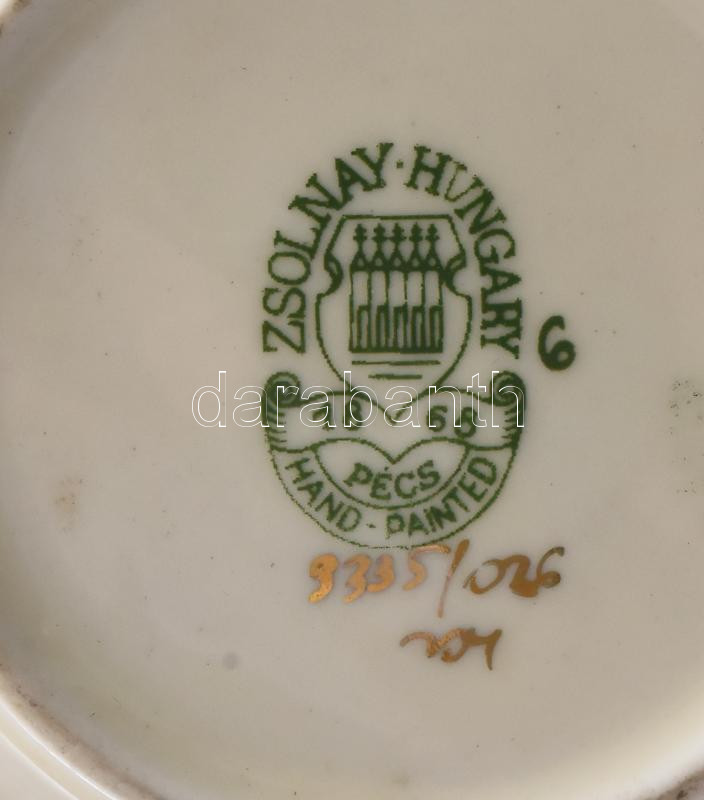 ZSOLNAY · HUNGARY
6
darabanth
PÉCS
HAND-PAINTED
9335/026